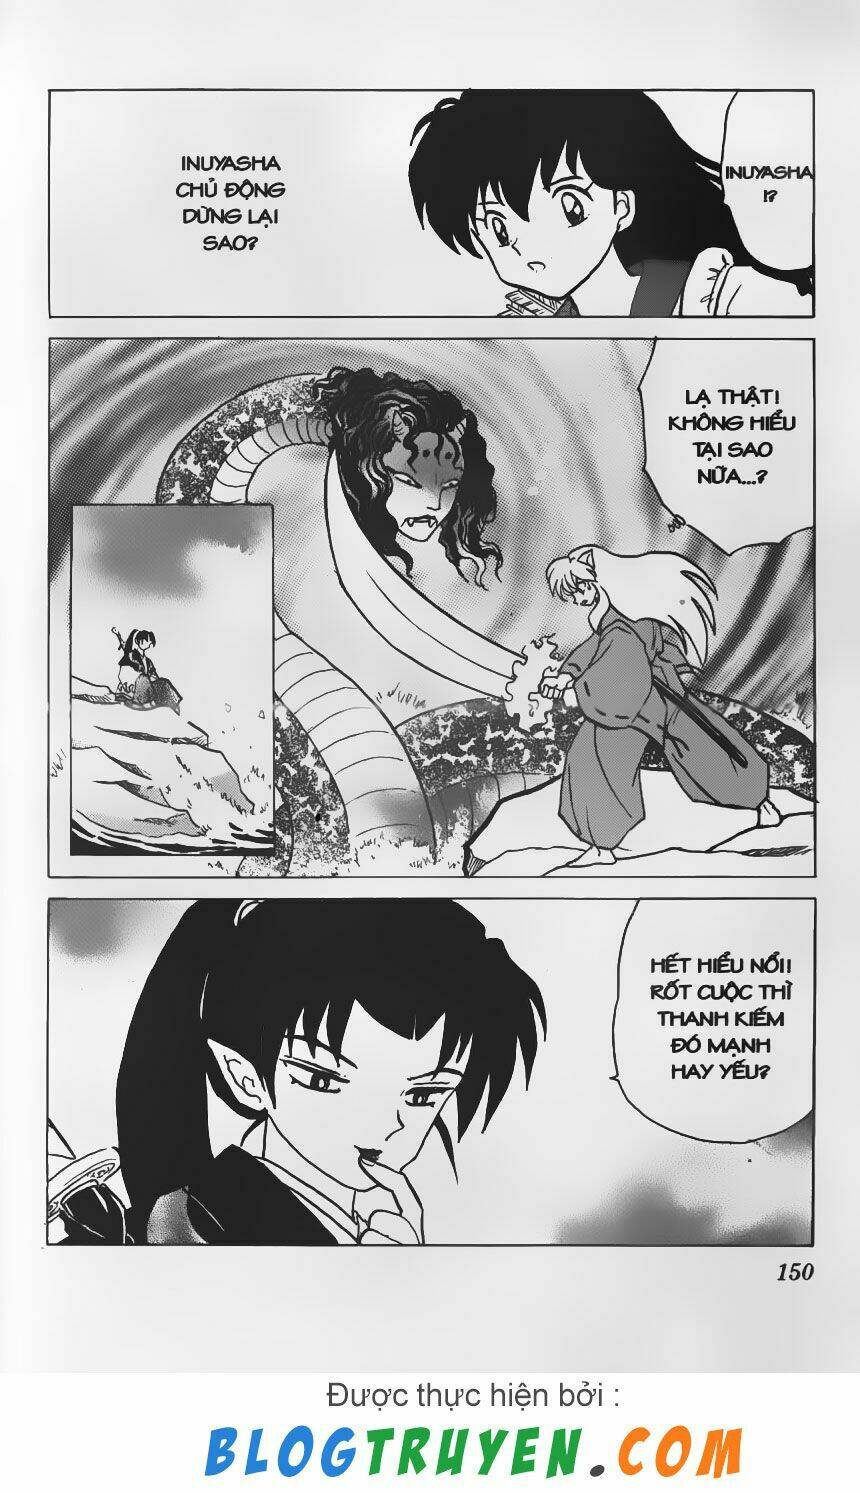 INUYASHA
!?
INUYASHA
CHỦ ĐỘNG
DỪNG LẠI
SAO?
LẠ THẬT!
KHÔNG HIỂU
TẠI SAO
NỮA...?
HẾT HIỂU NỔI!
RỐT CUỘC THÌ
THANH KIẾM
ĐÓ MẠNH
HAY YẾU?
150
Được thực hiện bởi :
BLOGTRUYEN.COM